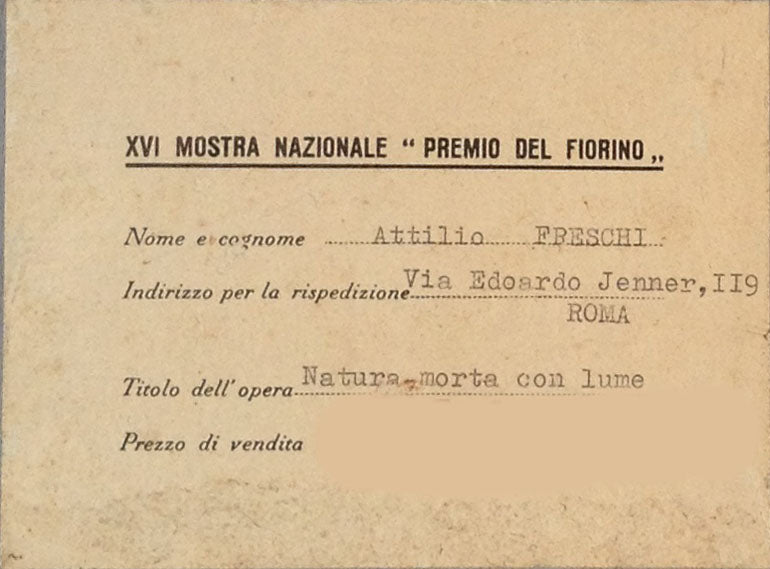 XVI MOSTRA NAZIONALE “ PREMIO DEL FIORINO „
Nome e cognome Attilio FRESCHI
Indirizzo per la rispedizione Via Edoardo Jenner, II9
ROMA
Titolo dell'opera Natura morta con lume
Prezzo di vendita